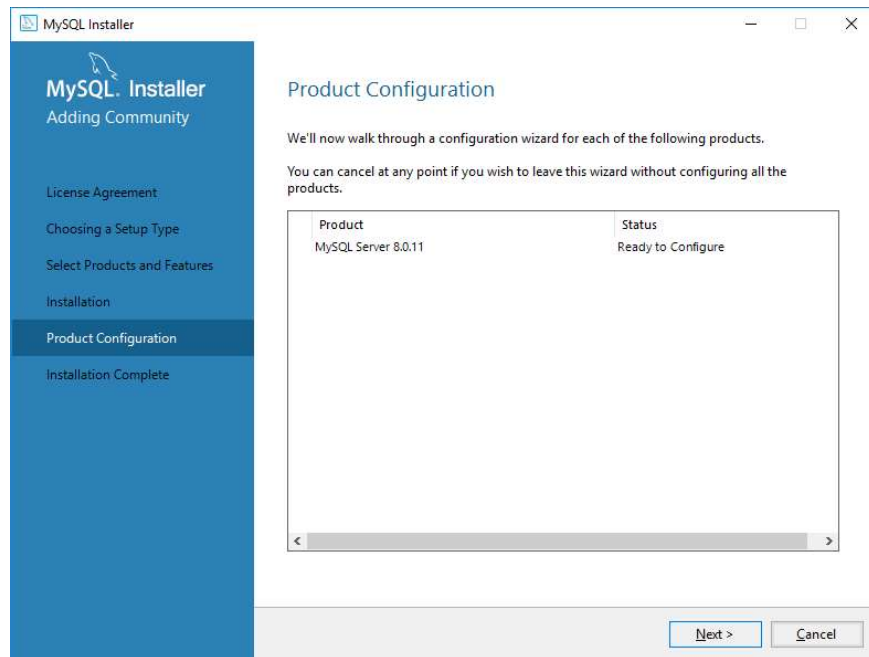 MySQL Installer
MySQL. Installer
Adding Community
License Agreement
Choosing a Setup Type
Select Products and Features
Installation
Product Configuration
Installation Complete
Product Configuration
We'll now walk through a configuration wizard for each of the following products.
You can cancel at any point if you wish to leave this wizard without configuring all the
products.
Product Status
MySQL Server 8.0.11 Ready to Configure
Next >
Cancel